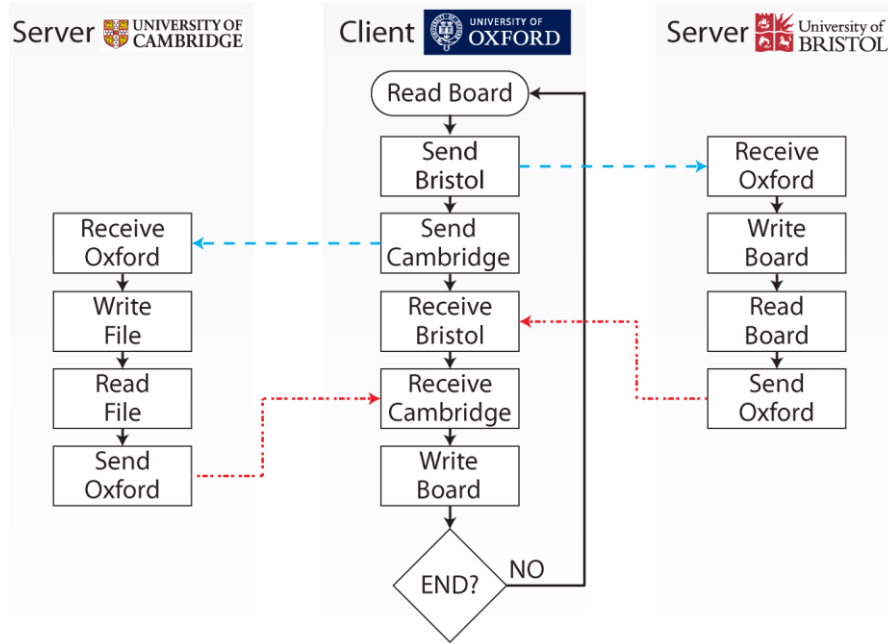 Server UNIVERSITY OF CAMBRIDGE
Client UNIVERSITY OF OXFORD
Server University of BRISTOL
Read Board
Send
Bristol
Receive
Oxford
Receive
Oxford
Send
Cambridge
Write
Board
Write
File
Receive
Bristol
Read
Board
Read
File
Receive
Cambridge
Send
Oxford
Send
Oxford
Write
Board
END?
NO